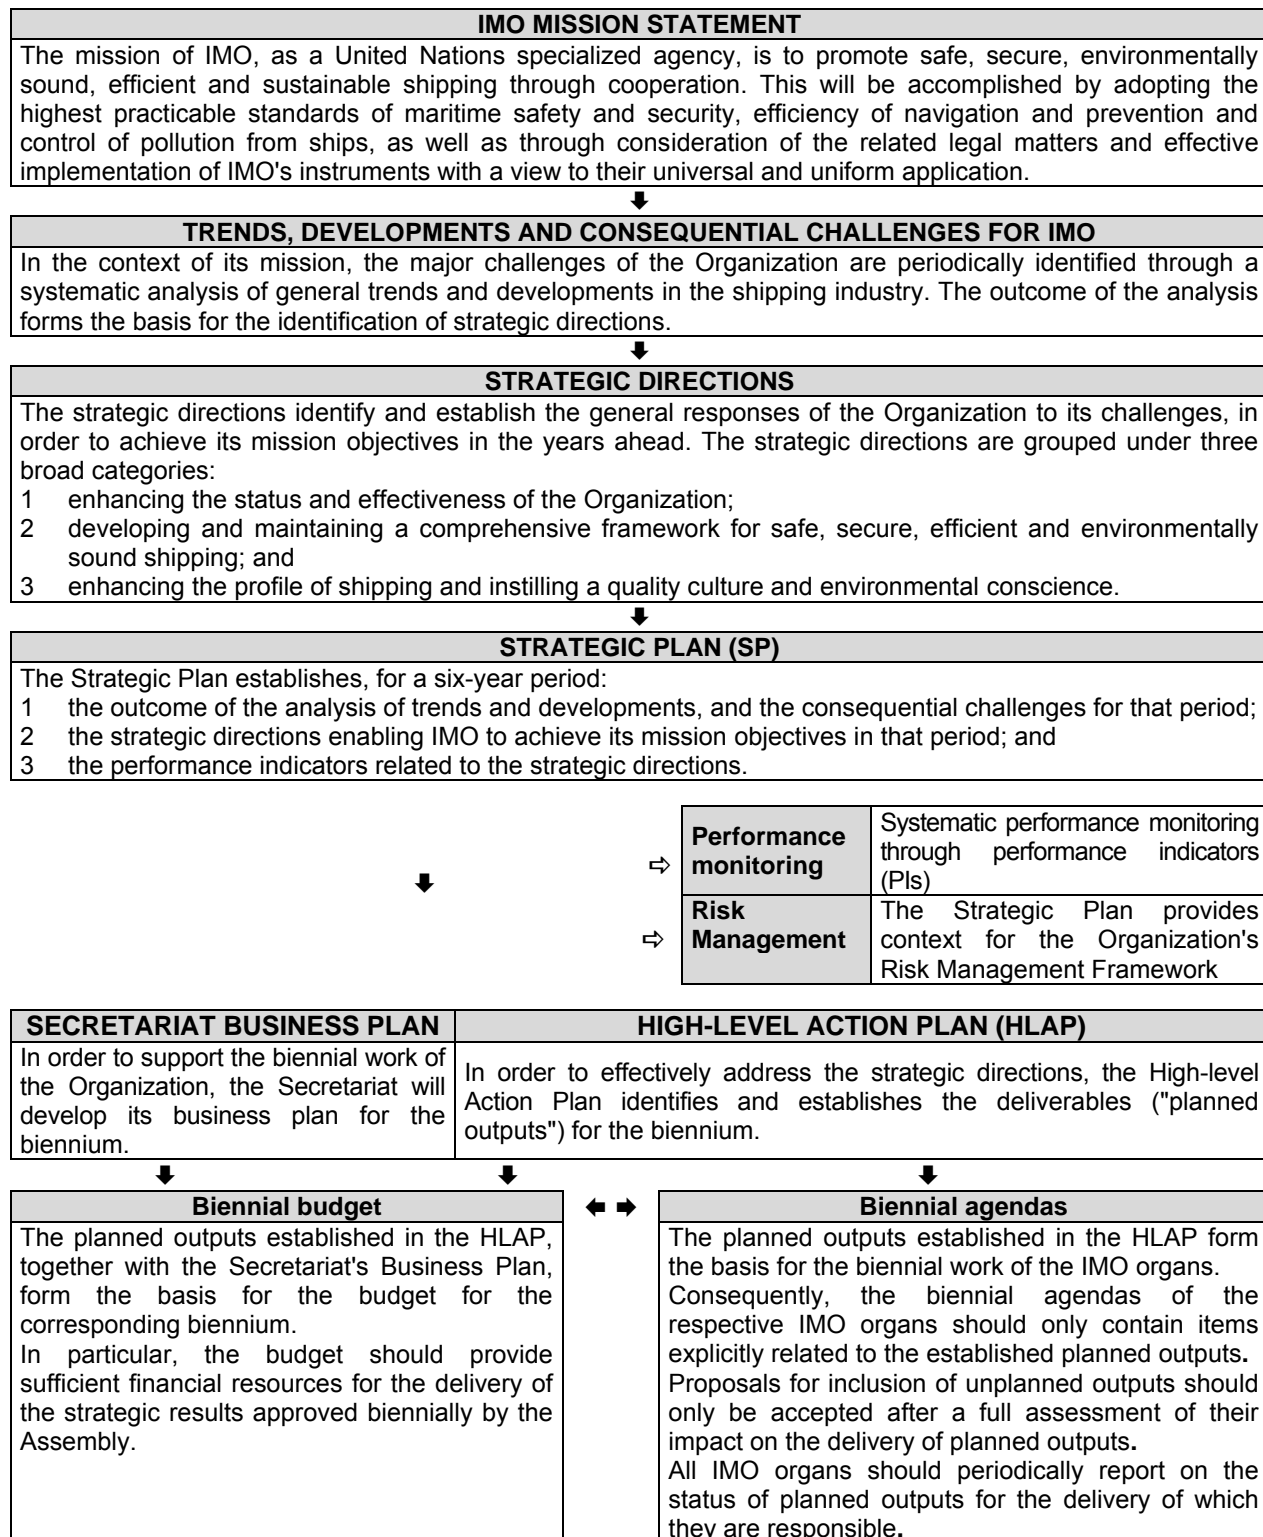 IMO MISSION STATEMENT
The mission of IMO, as a United Nations specialized agency, is to promote safe, secure, environmentally
sound, efficient and sustainable shipping through cooperation. This will be accomplished by adopting the
highest practicable standards of maritime safety and security, efficiency of navigation and prevention and
control of pollution from ships, as well as through consideration of the related legal matters and effective
implementation of IMO's instruments with a view to their universal and uniform application.
TRENDS, DEVELOPMENTS AND CONSEQUENTIAL CHALLENGES FOR IMO
In the context of its mission, the major challenges of the Organization are periodically identified through a
systematic analysis of general trends and developments in the shipping industry. The outcome of the analysis
forms the basis for the identification of strategic directions.
STRATEGIC DIRECTIONS
The strategic directions identify and establish the general responses of the Organization to its challenges, in
order to achieve its mission objectives in the years ahead. The strategic directions are grouped under three
broad categories:
1 enhancing the status and effectiveness of the Organization;
2 developing and maintaining a comprehensive framework for safe, secure, efficient and environmentally
sound shipping; and
3 enhancing the profile of shipping and instilling a quality culture and environmental conscience.
STRATEGIC PLAN (SP)
The Strategic Plan establishes, for a six-year period:
1 the outcome of the analysis of trends and developments, and the consequential challenges for that period;
2 the strategic directions enabling IMO to achieve its mission objectives in that period; and
3 the performance indicators related to the strategic directions.
Performance
monitoring
Systematic performance monitoring
through performance indicators
(PIs)
Risk
Management
The Strategic Plan provides
context for the Organization's
Risk Management Framework
SECRETARIAT BUSINESS PLAN
In order to support the biennial work of
the Organization, the Secretariat will
develop its business plan for the
biennium.
HIGH-LEVEL ACTION PLAN (HLAP)
In order to effectively address the strategic directions, the High-level
Action Plan identifies and establishes the deliverables ("planned
outputs") for the biennium.
Biennial budget
The planned outputs established in the HLAP,
together with the Secretariat's Business Plan,
form the basis for the budget for the
corresponding biennium.
In particular, the budget should provide
sufficient financial resources for the delivery of
the strategic results approved biennially by the
Assembly.
Biennial agendas
The planned outputs established in the HLAP form
the basis for the biennial work of the IMO organs.
Consequently, the biennial agendas of the
respective IMO organs should only contain items
explicitly related to the established planned outputs.
Proposals for inclusion of unplanned outputs should
only be accepted after a full assessment of their
impact on the delivery of planned outputs.
All IMO organs should periodically report on the
status of planned outputs for the delivery of which
they are responsible.